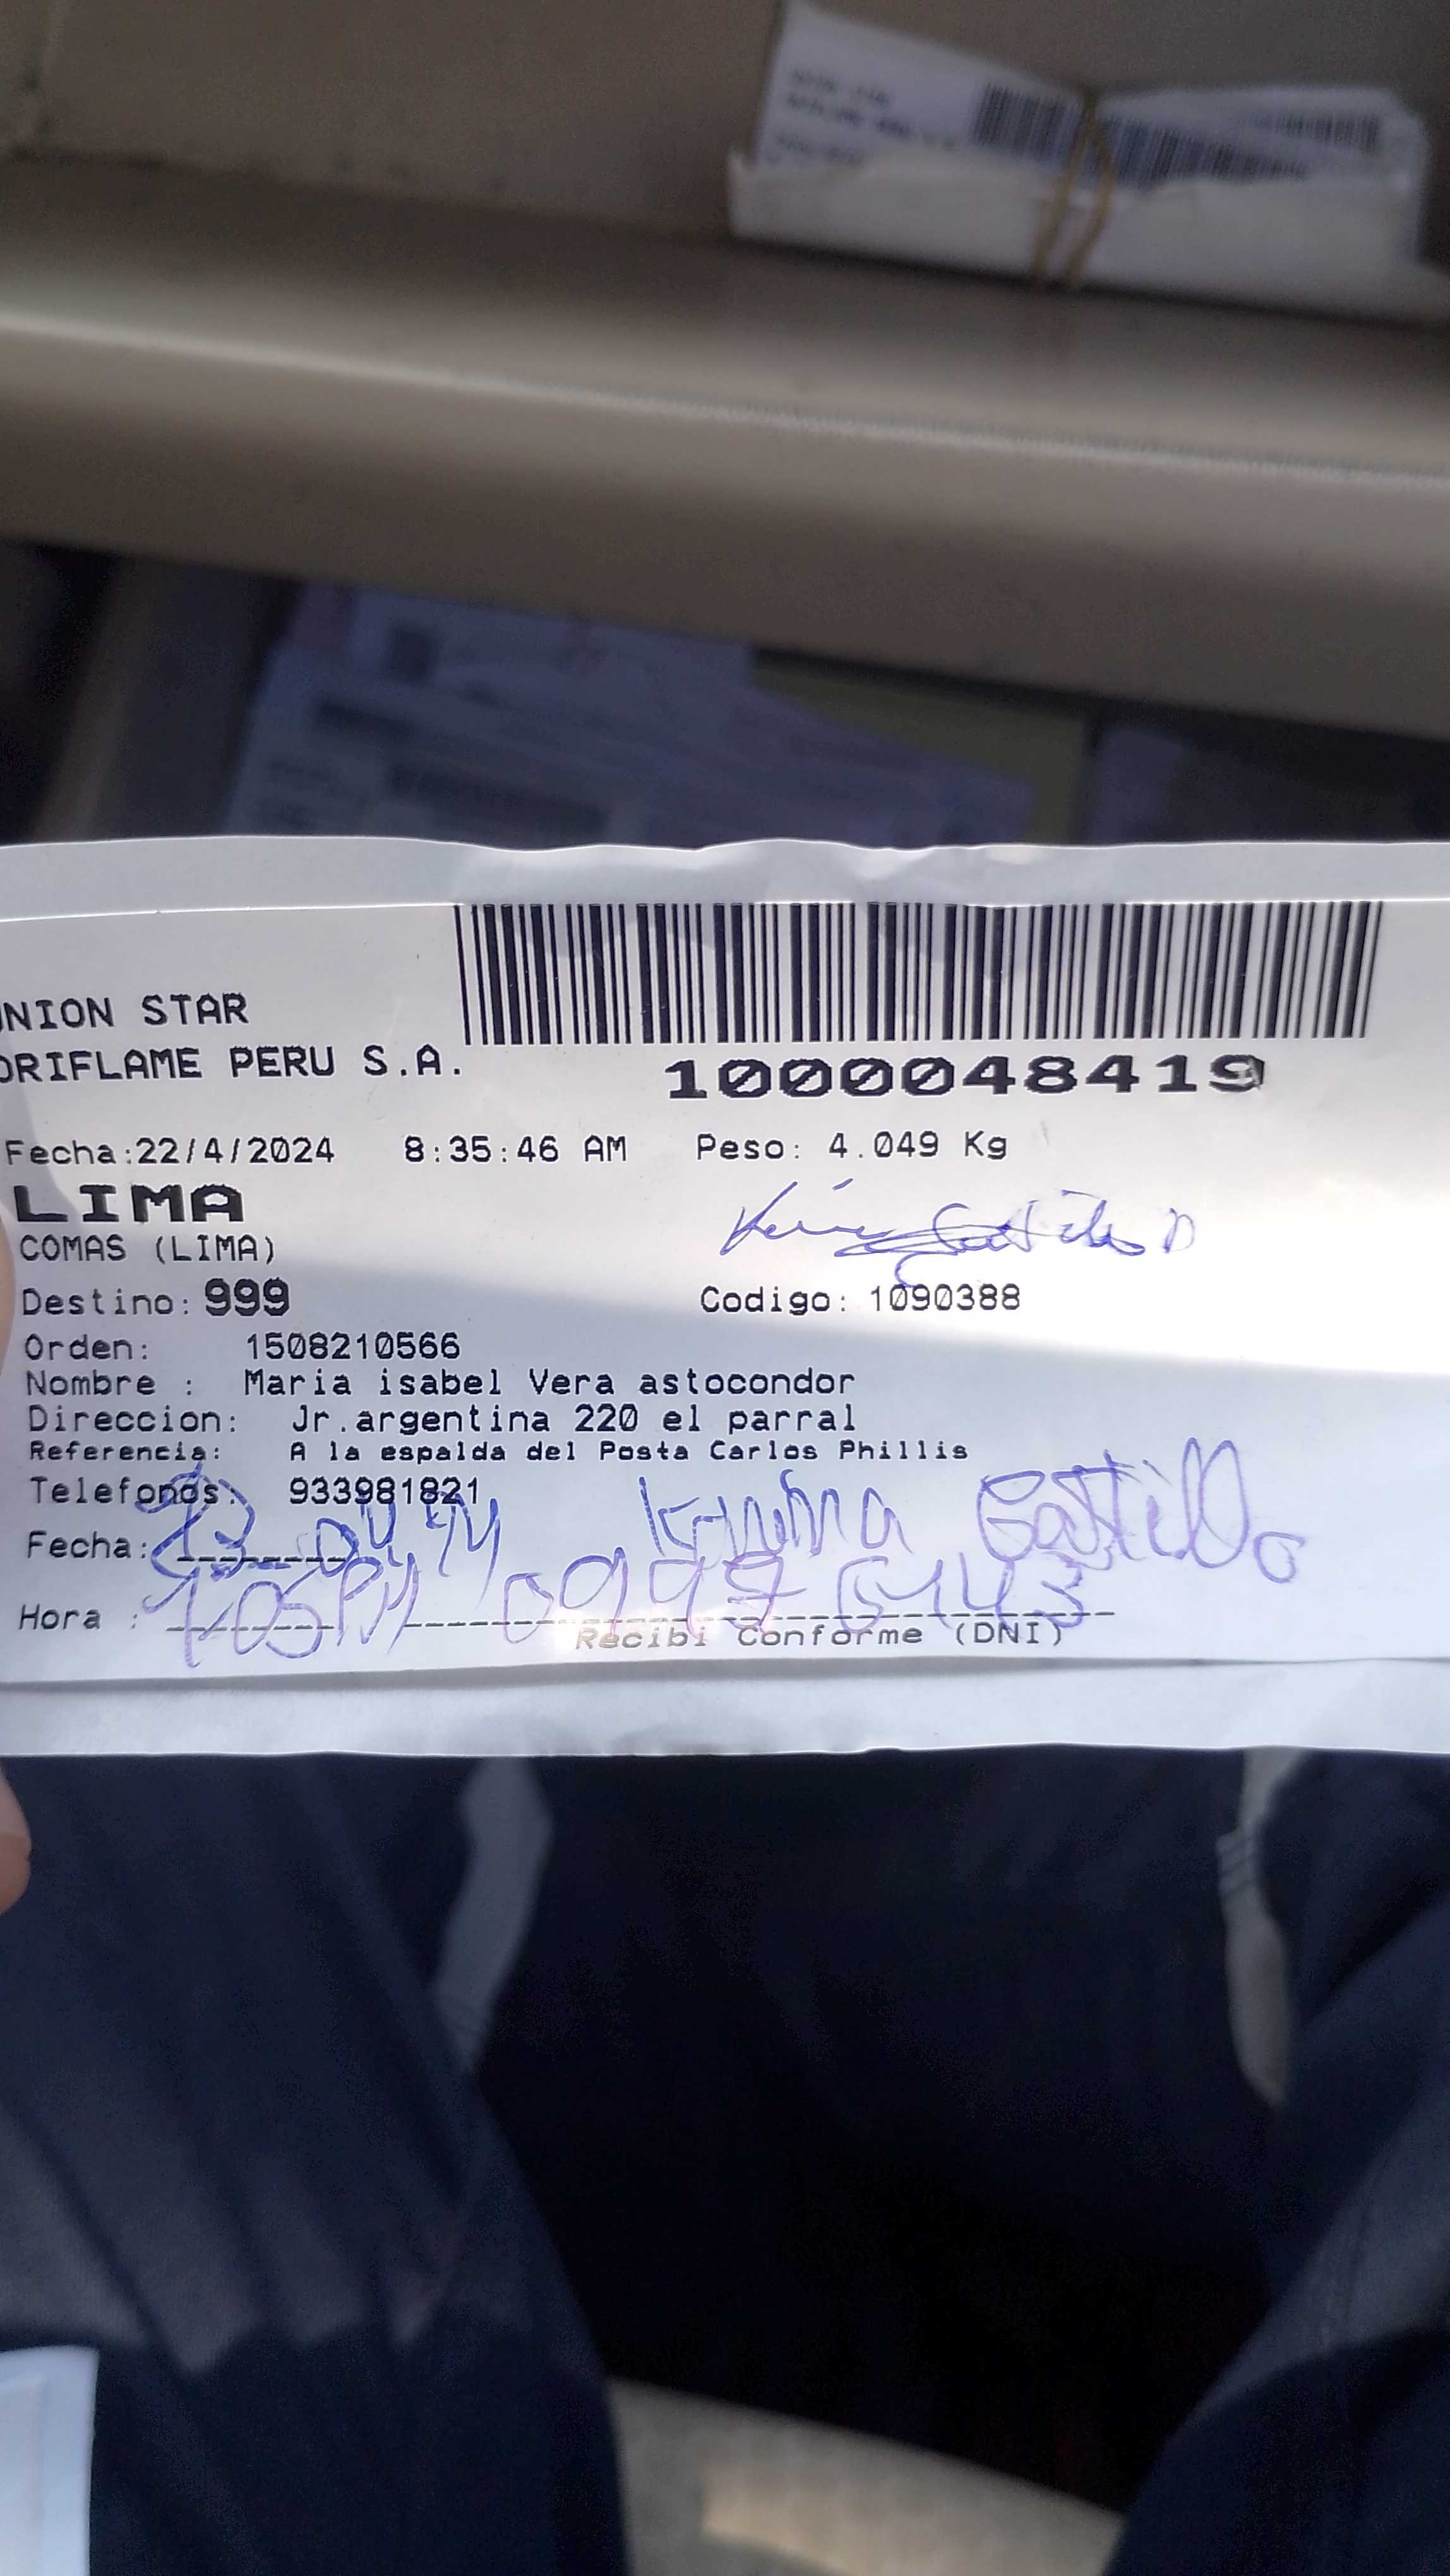 NION STAR
ORIFLAME PERU S.A.
1000048419
Fecha:22/4/2024 8:35:46 AM Peso: 4.049 Kg
LIMA
COMAS (LIMA)
Destino: 999 Codigo: 1090388
Orden: 1508210566
Nombre : Maria isabel Vera astocondor
Direccion: Jr.argentina 220 el parral
Referencia: A la espalda del Posta Carlos Phillis
Telefonos: 933981821
Castillo
Fecha:
Hora :
Recibi Conforme (DNI)